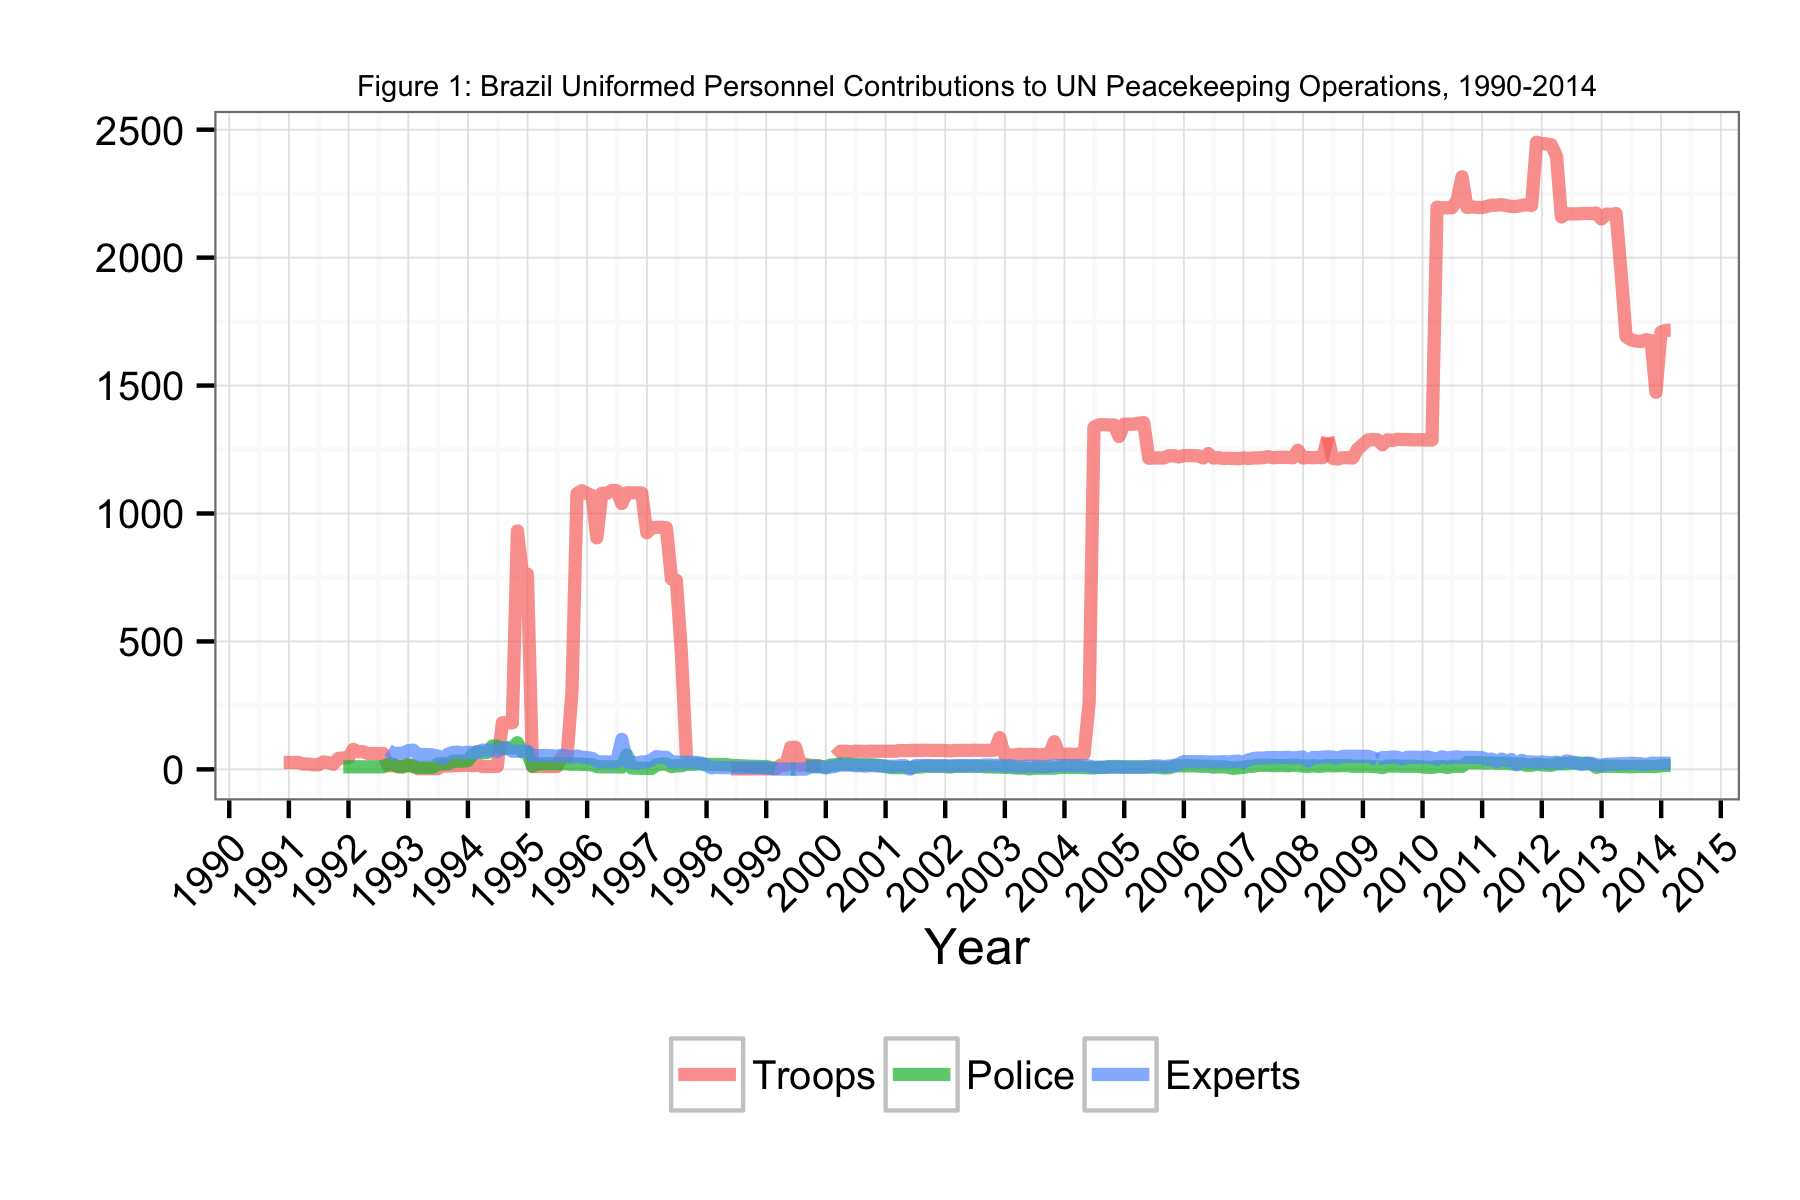 Figure 1: Brazil Uniformed Personnel Contributions to UN Peacekeeping Operations, 1990-2014
2500
2000
1500
1000
500
0
1990 1991 1992 1993 1994 1995 1996 1997 1998 1999 2000 2001 2002 2003 2004 2005 2006 2007 2008 2009 2010 2011 2012 2013 2014 2015
Year
Troops Police Experts